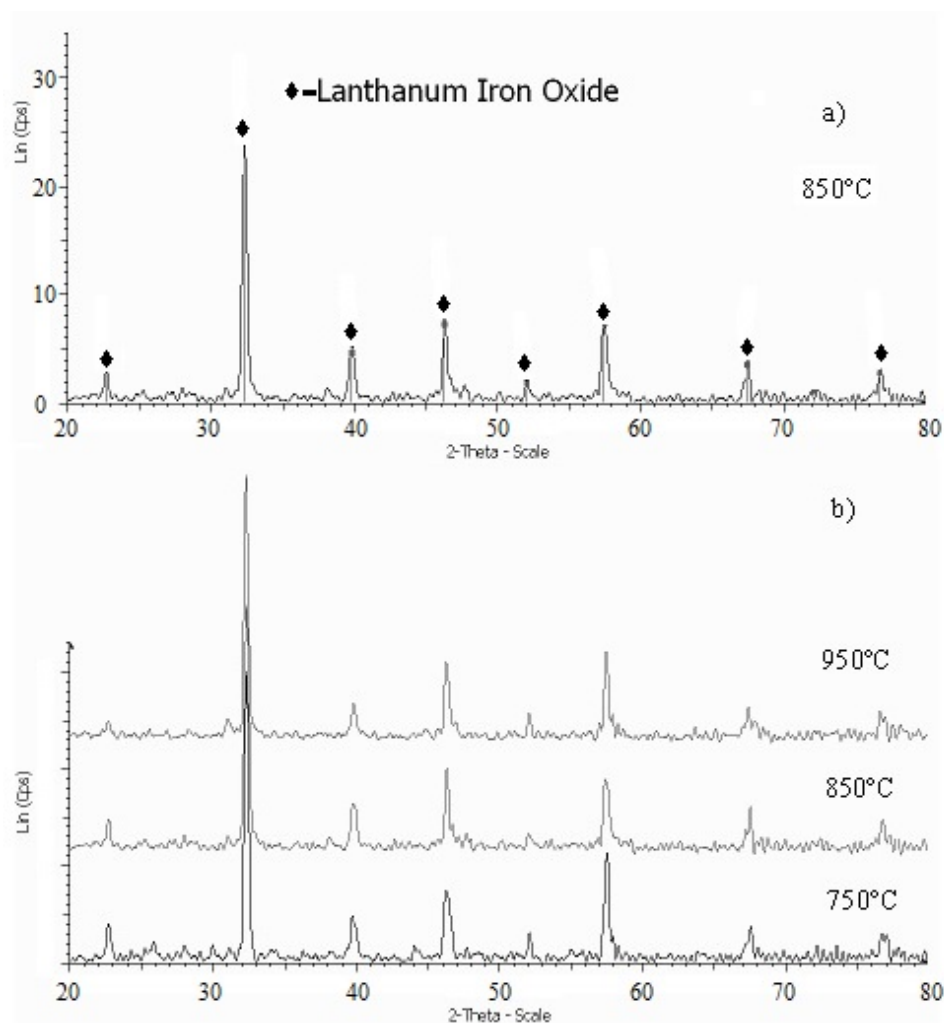 30
♦-Lanthanum Iron Oxide
a)
Lin (Cps)
850°C
20
10
0
20 30 40 50 60 70 80
2-Theta - Scale
b)
950°C
Lin (Cps)
850°C
750°C
20 30 40 50 60 70 80
2-Theta - Scale